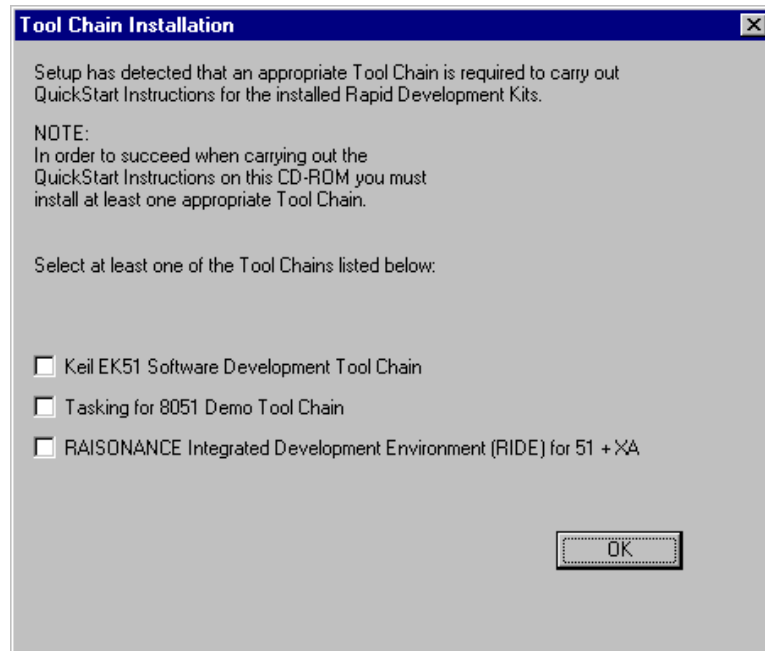 Tool Chain Installation
Setup has detected that an appropriate Tool Chain is required to carry out
QuickStart Instructions for the installed Rapid Development Kits.
NOTE:
In order to succeed when carrying out the
QuickStart Instructions on this CD-ROM you must
install at least one appropriate Tool Chain.
Select at least one of the Tool Chains listed below:
Keil EK51 Software Development Tool Chain
Tasking for 8051 Demo Tool Chain
RAISONANCE Integrated Development Environment (RIDE) for 51 + XA
OK